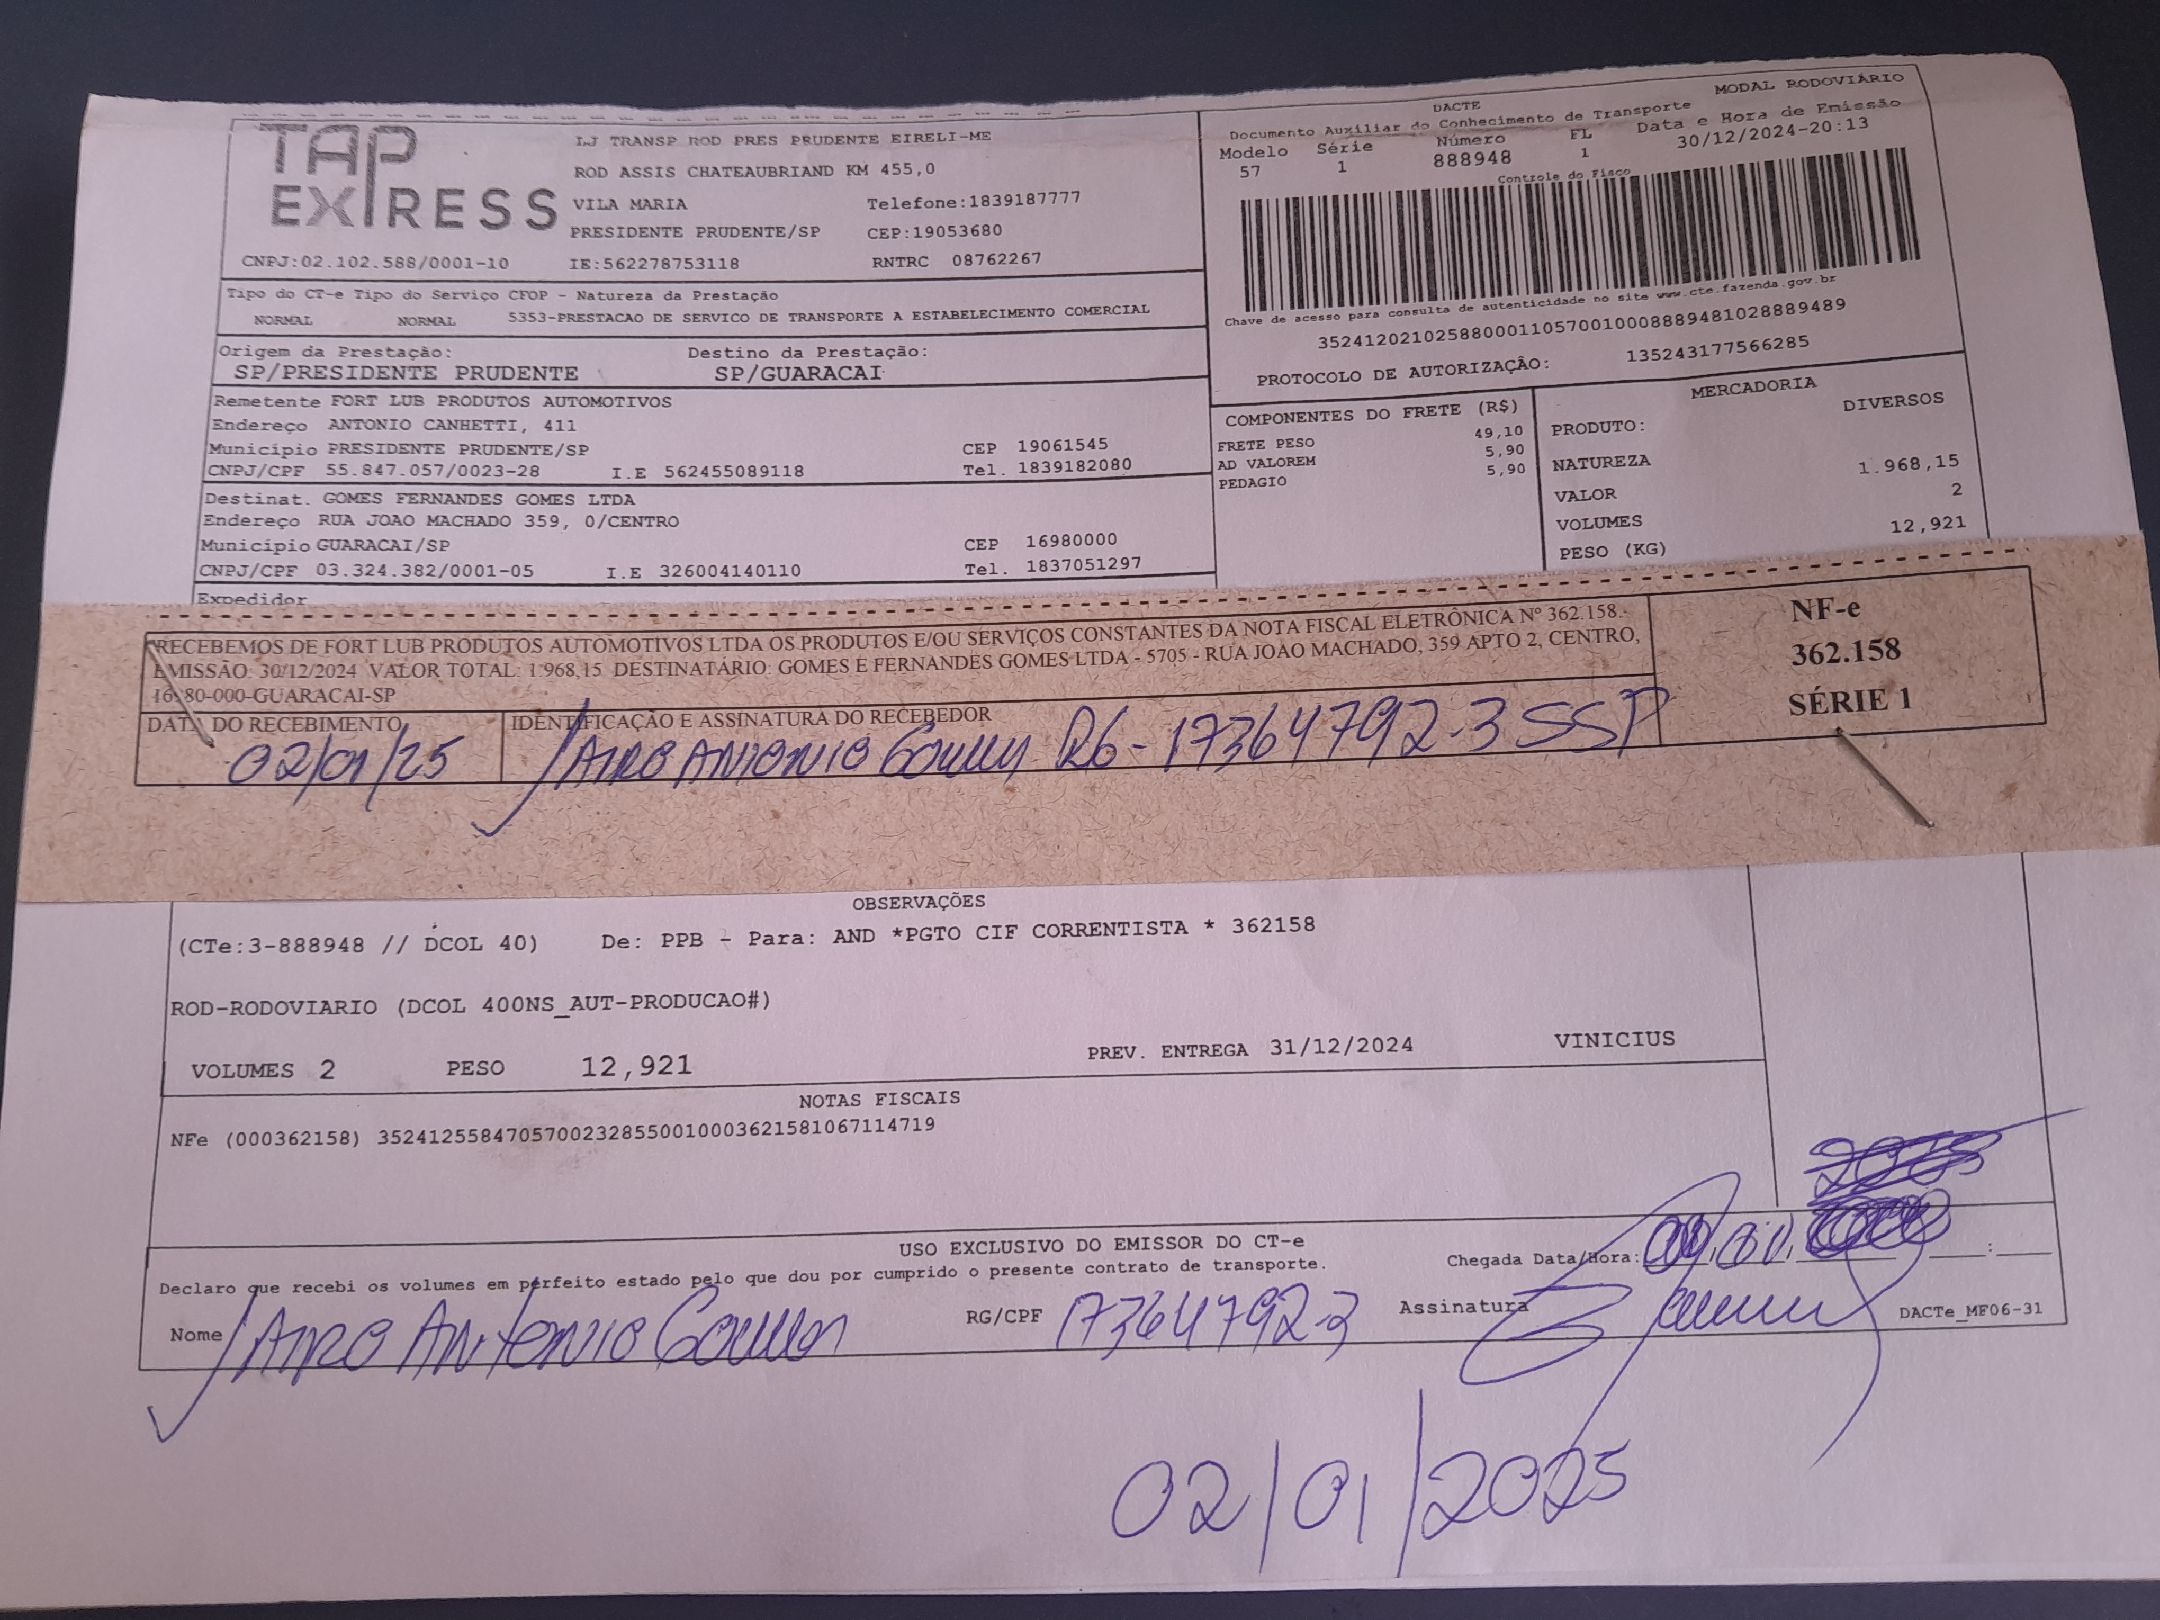 TAP
EXPRESS
LJ TRANSP ROD PRES PRUDENTE EIRELI-ME
ROD ASSIS CHATEAUBRIAND KM 455,0
VILA MARIA Telefone:1839187777
PRESIDENTE PRUDENTE/SP CEP:19053680
CNPJ:02.102.588/0001-10 IE:562278753118 RNTRC 08762267
MODAL RODOVIÁRIO
DACTE
Documento Auxiliar do Conhecimento de Transporte
Modelo Série Número FL Data e Hora de Emissão
57 1 888948 1 30/12/2024-20:13
Controle do Fisco
Chave de acesso para consulta de autenticidade no site www.cte.fazenda.gov.br
35241202102588000110570010008889481028889489
PROTOCOLO DE AUTORIZAÇÃO: 135243177566285
Tipo do CT-e Tipo do Serviço CFOP - Natureza da Prestação
NORMAL NORMAL 5353-PRESTACAO DE SERVICO DE TRANSPORTE A ESTABELECIMENTO COMERCIAL
Origem da Prestação: Destino da Prestação:
SP/PRESIDENTE PRUDENTE SP/GUARACAI
Remetente FORT LUB PRODUTOS AUTOMOTIVOS
Endereço ANTONIO CANHETTI, 411
Município PRESIDENTE PRUDENTE/SP CEP 19061545
CNPJ/CPF 55.847.057/0023-28 I.E 562455089118 Tel. 1839182080
Destinat. GOMES FERNANDES GOMES LTDA
Endereço RUA JOAO MACHADO 359, 0/CENTRO
Município GUARACAI/SP CEP 16980000
CNPJ/CPF 03.324.382/0001-05 I.E 326004140110 Tel. 1837051297
Expedidor
COMPONENTES DO FRETE (R$)
FRETE PESO 49,10
AD VALOREM 5,90
PEDAGIO 5,90
MERCADORIA
PRODUTO: DIVERSOS
NATUREZA
VALOR 1.968,15
VOLUMES 2
PESO (KG) 12,921
RECEBEMOS DE FORT LUB PRODUTOS AUTOMOTIVOS LTDA OS PRODUTOS E/OU SERVIÇOS CONSTANTES DA NOTA FISCAL ELETRÔNICA Nº 362.158.
EMISSÃO: 30/12/2024 VALOR TOTAL: 1.968,15 DESTINATÁRIO: GOMES E FERNANDES GOMES LTDA - 5705 - RUA JOAO MACHADO, 359 APTO 2, CENTRO,
16980-000-GUARACAI-SP
DATA DO RECEBIMENTO IDENTIFICAÇÃO E ASSINATURA DO RECEBEDOR
02/01/25 JAIRO ANTONIO RG-17364792-3 SSP
NF-e
362.158
SÉRIE 1
OBSERVAÇÕES
(CTe:3-888948 // DCOL 40) De: PPB - Para: AND *PGTO CIF CORRENTISTA * 362158
ROD-RODOVIARIO (DCOL 400NS_AUT-PRODUCAO#)
VOLUMES 2 PESO 12,921 PREV. ENTREGA 31/12/2024 VINICIUS
NOTAS FISCAIS
NFe (000362158) 35241255847057002328550010003621581067114719
USO EXCLUSIVO DO EMISSOR DO CT-e
Declaro que recebi os volumes em perfeito estado pelo que dou por cumprido o presente contrato de transporte.
Chegada Data/Hora:
Nome JAIRO ANTONIO RG/CPF 17364792-3 Assinatura
DACTe_MF06-31
02/01/2025